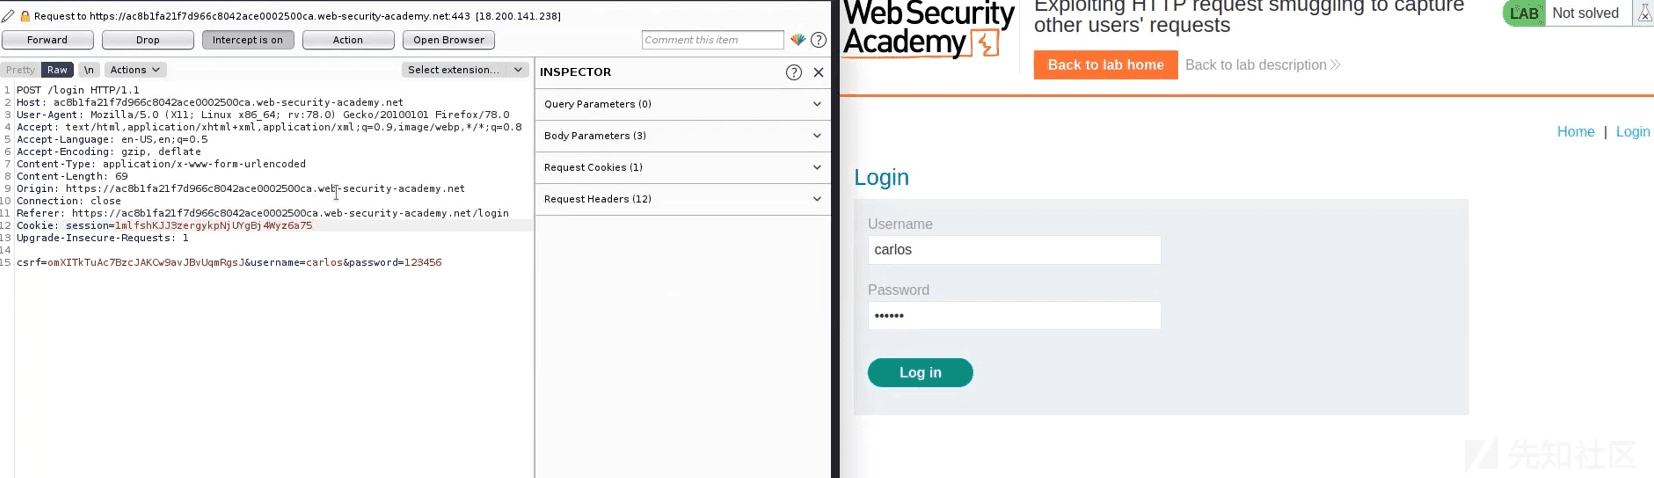 Request to https://ac8b1fa21f7d966c8042ace0002500ca.web-security-academy.net:443 [18.200.141.238]
Forward Drop Intercept is on Action Open Browser Comment this item ?
Pretty Raw \n Actions Select extension...
1 POST /login HTTP/1.1
2 Host: ac8b1fa21f7d966c8042ace0002500ca.web-security-academy.net
3 User-Agent: Mozilla/5.0 (X11; Linux x86_64; rv:78.0) Gecko/20100101 Firefox/78.0
4 Accept: text/html,application/xhtml+xml,application/xml;q=0.9,image/webp,*/*;q=0.8
5 Accept-Language: en-US,en;q=0.5
6 Accept-Encoding: gzip, deflate
7 Content-Type: application/x-www-form-urlencoded
8 Content-Length: 69
9 Origin: https://ac8b1fa21f7d966c8042ace0002500ca.web-security-academy.net
10 Connection: close
11 Referer: https://ac8b1fa21f7d966c8042ace0002500ca.web-security-academy.net/login
12 Cookie: session=1mlfshKJJ3zergykpNjUYgBj4Wyz6a75
13 Upgrade-Insecure-Requests: 1
14
15 csrf=omXITkTuAc7BzcJAKCw9avJBvUqmRgsJ&username=carlos&password=123456
INSPECTOR ?
Query Parameters (0)
Body Parameters (3)
Request Cookies (1)
Request Headers (12)
Web Security
Academy
Exploiting HTTP request smuggling to capture
other users' requests
LAB Not solved
Back to lab home Back to lab description
Home | Login
Login
Username
carlos
Password
••••••
Log in
先知社区